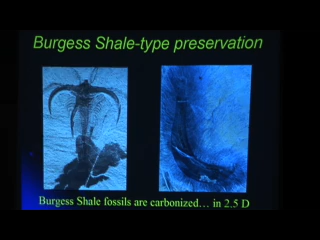 Burgess Shale-type preservation
Burgess Shale fossils are carbonized… in 2.5 D